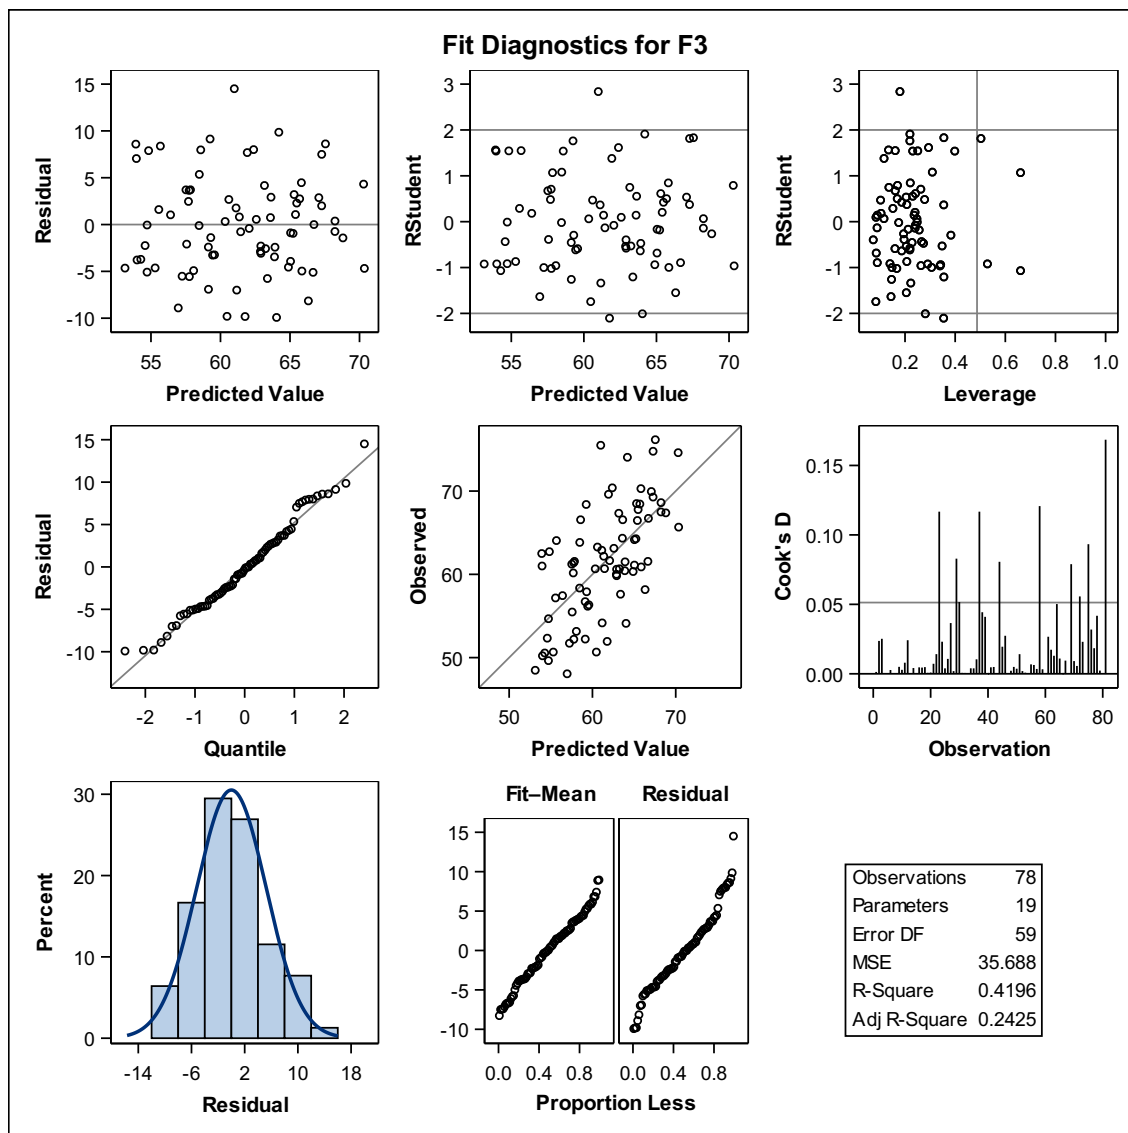 Fit Diagnostics for F3
15
10
5
0
-5
-10
Residual
55 60 65 70
Predicted Value
3
2
1
0
-1
-2
RStudent
55 60 65 70
Predicted Value
3
2
1
0
-1
-2
RStudent
0.2 0.4 0.6 0.8 1.0
Leverage
15
10
5
0
-5
-10
Residual
-2 -1 0 1 2
Quantile
70
60
50
Observed
50 60 70
Predicted Value
0.15
0.10
0.05
0.00
Cook's D
0 20 40 60 80
Observation
30
20
10
0
Percent
-14 -6 2 10 18
Residual
Fit–Mean Residual
15
10
5
0
-5
-10
0.0 0.4 0.8 0.0 0.4 0.8
Proportion Less
Observations 78
Parameters 19
Error DF 59
MSE 35.688
R-Square 0.4196
Adj R-Square 0.2425